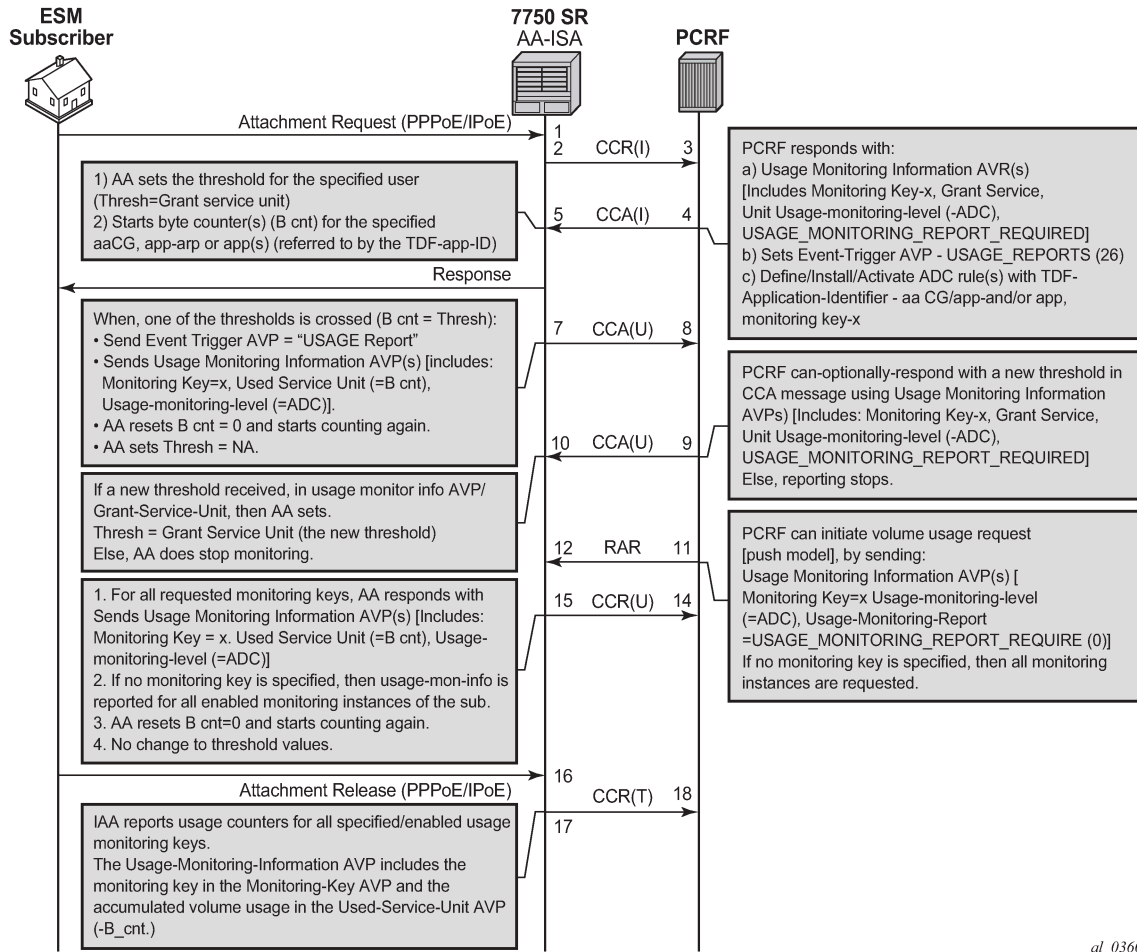 ESM
Subscriber
7750 SR
AA-ISA
PCRF
Attachment Request (PPPoE/IPoE)
1
2
CCR(I)
3
PCRF responds with:
a) Usage Monitoring Information AVR(s)
[Includes Monitoring Key-x, Grant Service,
Unit Usage-monitoring-level (-ADC),
USAGE_MONITORING_REPORT_REQUIRED]
b) Sets Event-Trigger AVP - USAGE_REPORTS (26)
c) Define/Install/Activate ADC rule(s) with TDF-
Application-Identifier - aa CG/app-and/or app,
monitoring key-x
1) AA sets the threshold for the specified user
(Thresh=Grant service unit)
2) Starts byte counter(s) (B cnt) for the specified
aaCG, app-arp or app(s) (referred to by the TDF-app-ID)
5
CCA(I)
4
Response
When, one of the thresholds is crossed (B cnt = Thresh):
• Send Event Trigger AVP = “USAGE Report”
• Sends Usage Monitoring Information AVP(s) [includes:
Monitoring Key=x, Used Service Unit (=B cnt),
Usage-monitoring-level (=ADC)].
• AA resets B cnt = 0 and starts counting again.
• AA sets Thresh = NA.
7
CCA(U)
8
PCRF can-optionally-respond with a new threshold in
CCA message using Usage Monitoring Information
AVPs) [Includes: Monitoring Key-x, Grant Service,
Unit Usage-monitoring-level (-ADC),
USAGE_MONITORING_REPORT_REQUIRED]
Else, reporting stops.
10
CCA(U)
9
If a new threshold received, in usage monitor info AVP/
Grant-Service-Unit, then AA sets.
Thresh = Grant Service Unit (the new threshold)
Else, AA does stop monitoring.
12
RAR
11
PCRF can initiate volume usage request
[push model], by sending:
Usage Monitoring Information AVP(s) [
Monitoring Key=x Usage-monitoring-level
(=ADC), Usage-Monitoring-Report
=USAGE_MONITORING_REPORT_REQUIRE (0)]
If no monitoring key is specified, then all monitoring
instances are requested.
1. For all requested monitoring keys, AA responds with
Sends Usage Monitoring Information AVP(s) [Includes:
Monitoring Key = x. Used Service Unit (=B cnt), Usage-
monitoring-level (=ADC)]
2. If no monitoring key is specified, then usage-mon-info is
reported for all enabled monitoring instances of the sub.
3. AA resets B cnt=0 and starts counting again.
4. No change to threshold values.
15
CCR(U)
14
16
Attachment Release (PPPoE/IPoE)
CCR(T)
18
17
IAA reports usage counters for all specified/enabled usage
monitoring keys.
The Usage-Monitoring-Information AVP includes the
monitoring key in the Monitoring-Key AVP and the
accumulated volume usage in the Used-Service-Unit AVP
(-B_cnt.)